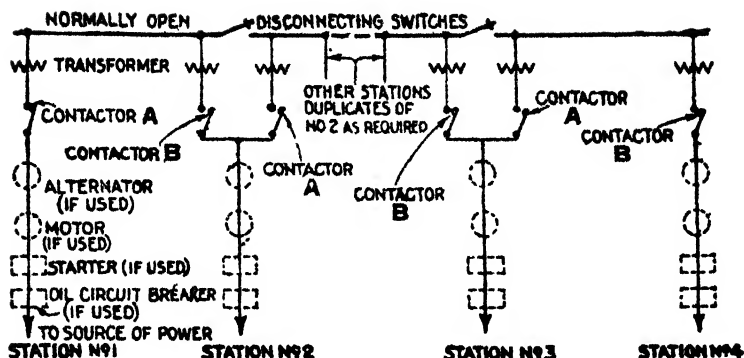 NORMALLY OPEN
DISCONNECTING SWITCHES
TRANSFORMER
OTHER STATIONS
DUPLICATES OF
NO 2 AS REQUIRED
CONTACTOR A
CONTACTOR B
CONTACTOR
A
CONTACTOR
B
CONTACTOR
A
CONTACTOR
B
ALTERNATOR
(IF USED)
MOTOR
(IF USED)
STARTER (IF USED)
OIL CIRCUIT BREAKER
(IF USED)
TO SOURCE OF POWER
STATION Nº1
STATION Nº2
STATION Nº3
STATION Nº4